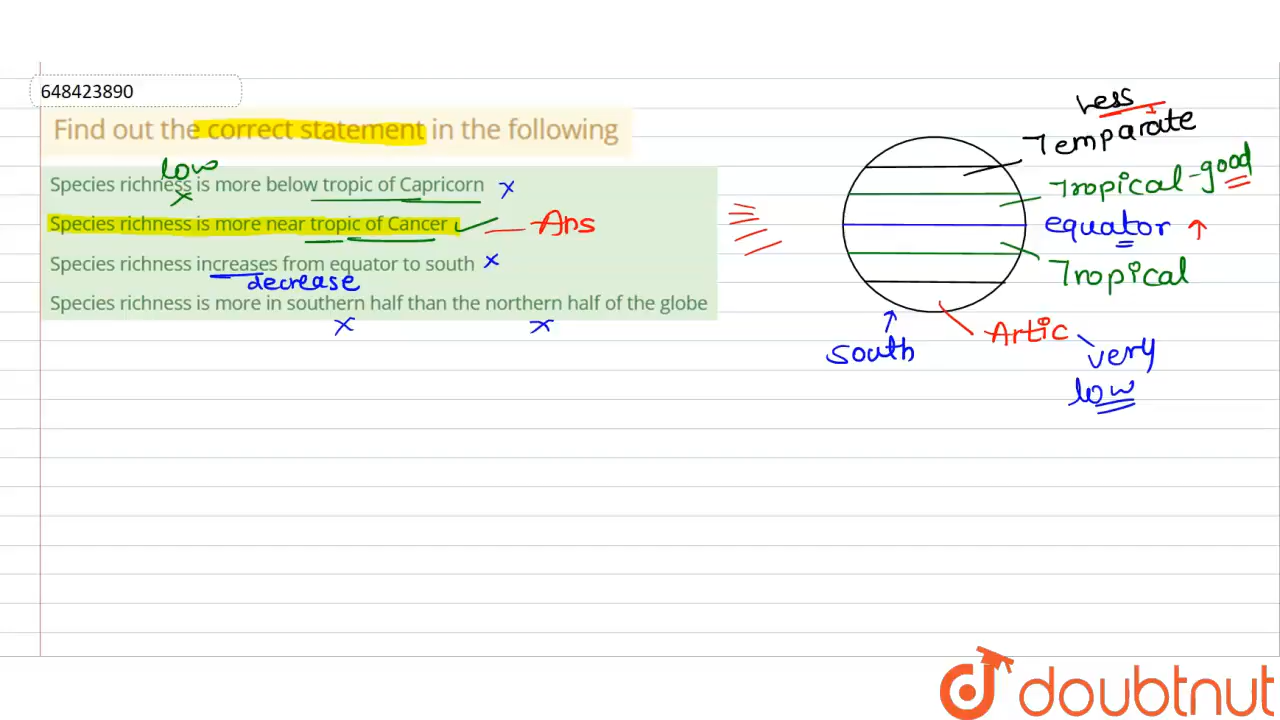 648423890
Find out the correct statement in the following
low
Species richness is more below tropic of Capricorn x
x
Species richness is more near tropic of Cancer - Ans
Species richness increases from equator to south x
decrease
Species richness is more in southern half than the northern half of the globe
x x
Less
Temparate
Tropical - good
equator ↑
Tropical
Artic
south
very
low
doubtnut